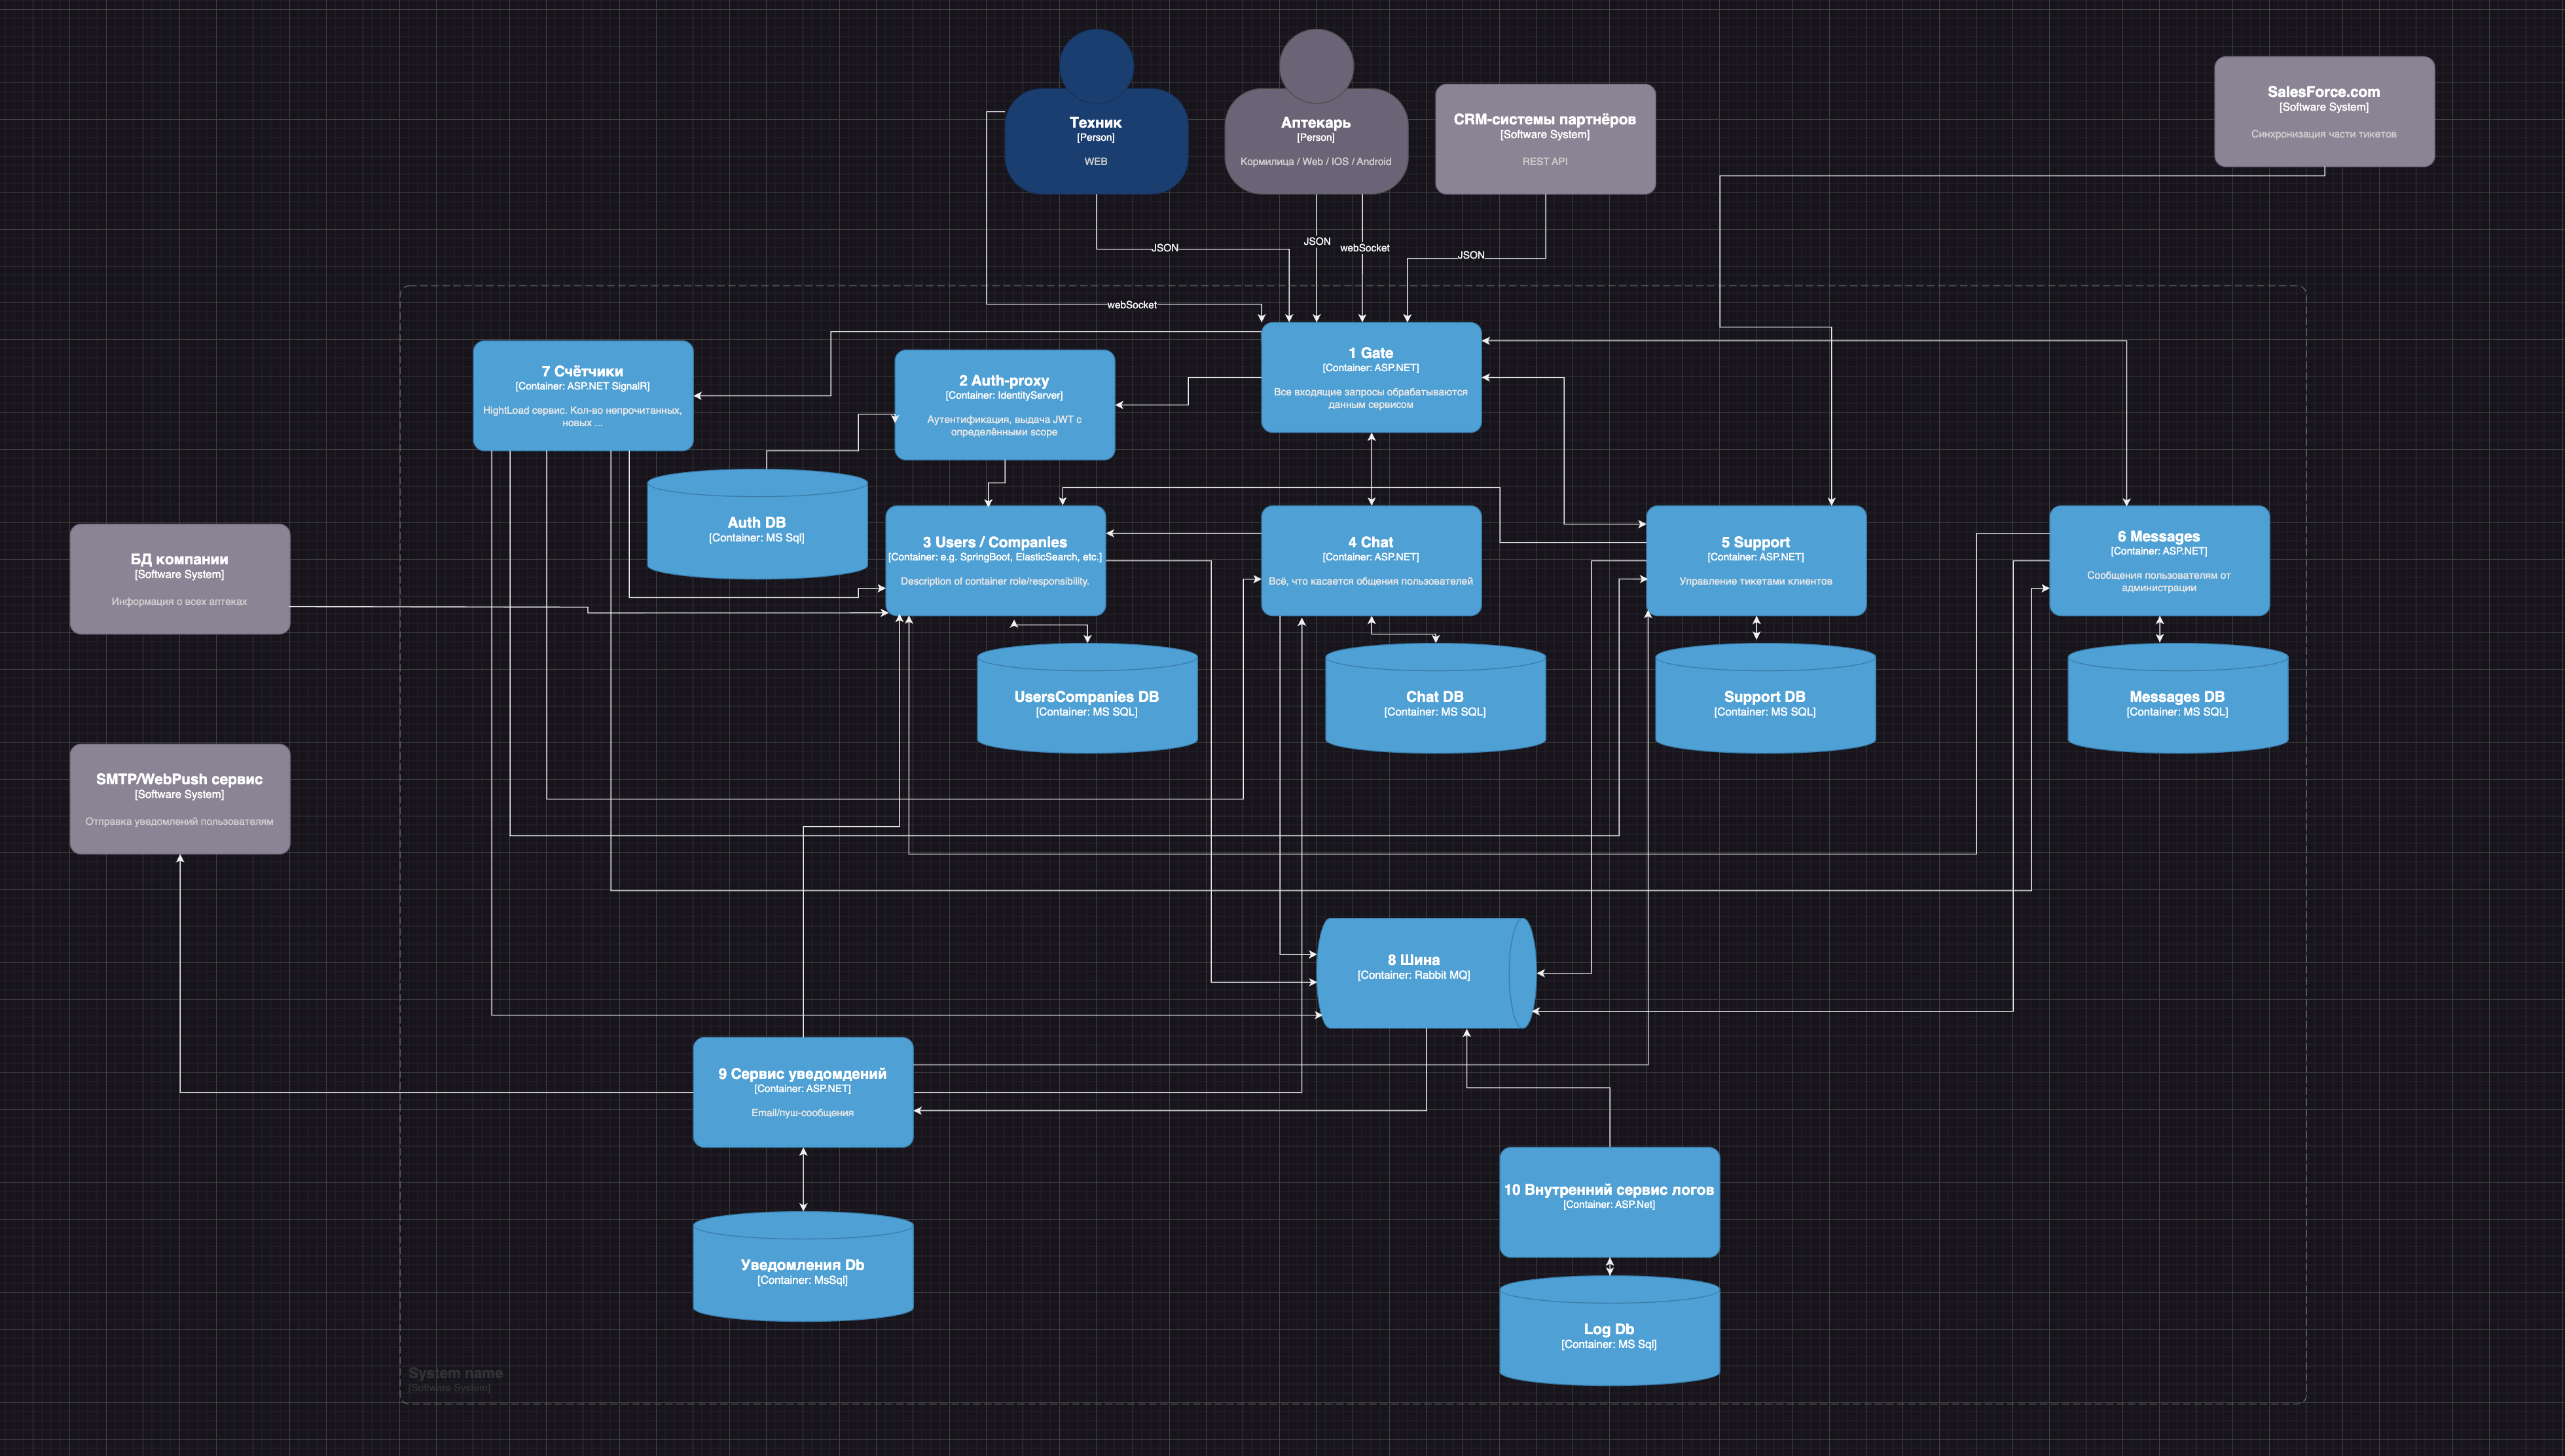 Техник
[Person]
WEB
Аптекарь
[Person]
Кормилица / Web / IOS / Android
CRM-системы партнёров
[Software System]
REST API
SalesForce.com
[Software System]
Синхронизация части тикетов
JSON
JSON
webSocket
JSON
webSocket
1 Gate
[Container: ASP.NET]
Все входящие запросы обрабатываются
данным сервисом
7 Счётчики
[Container: ASP.NET SignalR]
HightLoad сервис. Кол-во непрочитанных,
новых ...
2 Auth-proxy
[Container: IdentityServer]
Аутентификация, выдача JWT с
определёнными scope
Auth DB
[Container: MS Sql]
БД компании
[Software System]
Информация о всех аптеках
3 Users / Companies
[Container: e.g. SpringBoot, ElasticSearch, etc.]
Description of container role/responsibility.
4 Chat
[Container: ASP.NET]
Всё, что касается общения пользователей
5 Support
[Container: ASP.NET]
Управление тикетами клиентов
6 Messages
[Container: ASP.NET]
Сообщения пользователям от
администрации
UsersCompanies DB
[Container: MS SQL]
Chat DB
[Container: MS SQL]
Support DB
[Container: MS SQL]
Messages DB
[Container: MS SQL]
SMTP/WebPush сервис
[Software System]
Отправка уведомлений пользователям
8 Шина
[Container: Rabbit MQ]
9 Сервис уведомдений
[Container: ASP.NET]
Email/пуш-сообщения
10 Внутренний сервис логов
[Container: ASP.Net]
Уведомления Db
[Container: MsSql]
Log Db
[Container: MS Sql]
System name
[Software System]